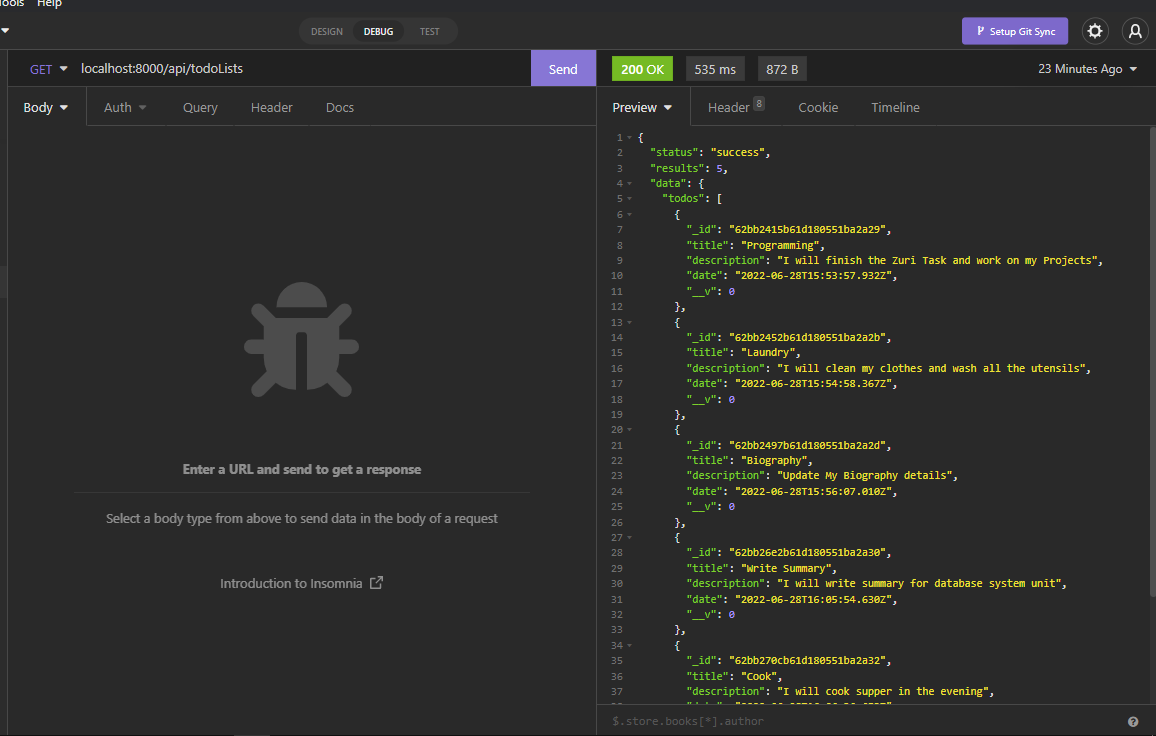 Tools Help
DESIGN DEBUG TEST
Setup Git Sync
GET localhost:8000/api/todoLists Send
200 OK 535 ms 872 B 23 Minutes Ago
Body Auth Query Header Docs
Preview Header 8 Cookie Timeline
1 {
2 "status": "success",
3 "results": 5,
4 "data": {
5 "todos": [
6 {
7 "_id": "62bb2415b61d180551ba2a29",
8 "title": "Programming",
9 "description": "I will finish the Zuri Task and work on my Projects",
10 "date": "2022-06-28T15:53:57.932Z",
11 "__v": 0
12 },
13 {
14 "_id": "62bb2452b61d180551ba2a2b",
15 "title": "Laundry",
16 "description": "I will clean my clothes and wash all the utensils",
17 "date": "2022-06-28T15:54:58.367Z",
18 "__v": 0
19 },
20 {
21 "_id": "62bb2497b61d180551ba2a2d",
22 "title": "Biography",
23 "description": "Update My Biography details",
24 "date": "2022-06-28T15:56:07.010Z",
25 "__v": 0
26 },
27 {
28 "_id": "62bb26e2b61d180551ba2a30",
29 "title": "Write Summary",
30 "description": "I will write summary for database system unit",
31 "date": "2022-06-28T16:05:54.630Z",
32 "__v": 0
33 },
34 {
35 "_id": "62bb270cb61d180551ba2a32",
36 "title": "Cook",
37 "description": "I will cook supper in the evening",
Enter a URL and send to get a response
Select a body type from above to send data in the body of a request
Introduction to Insomnia
$.store.books[*].author